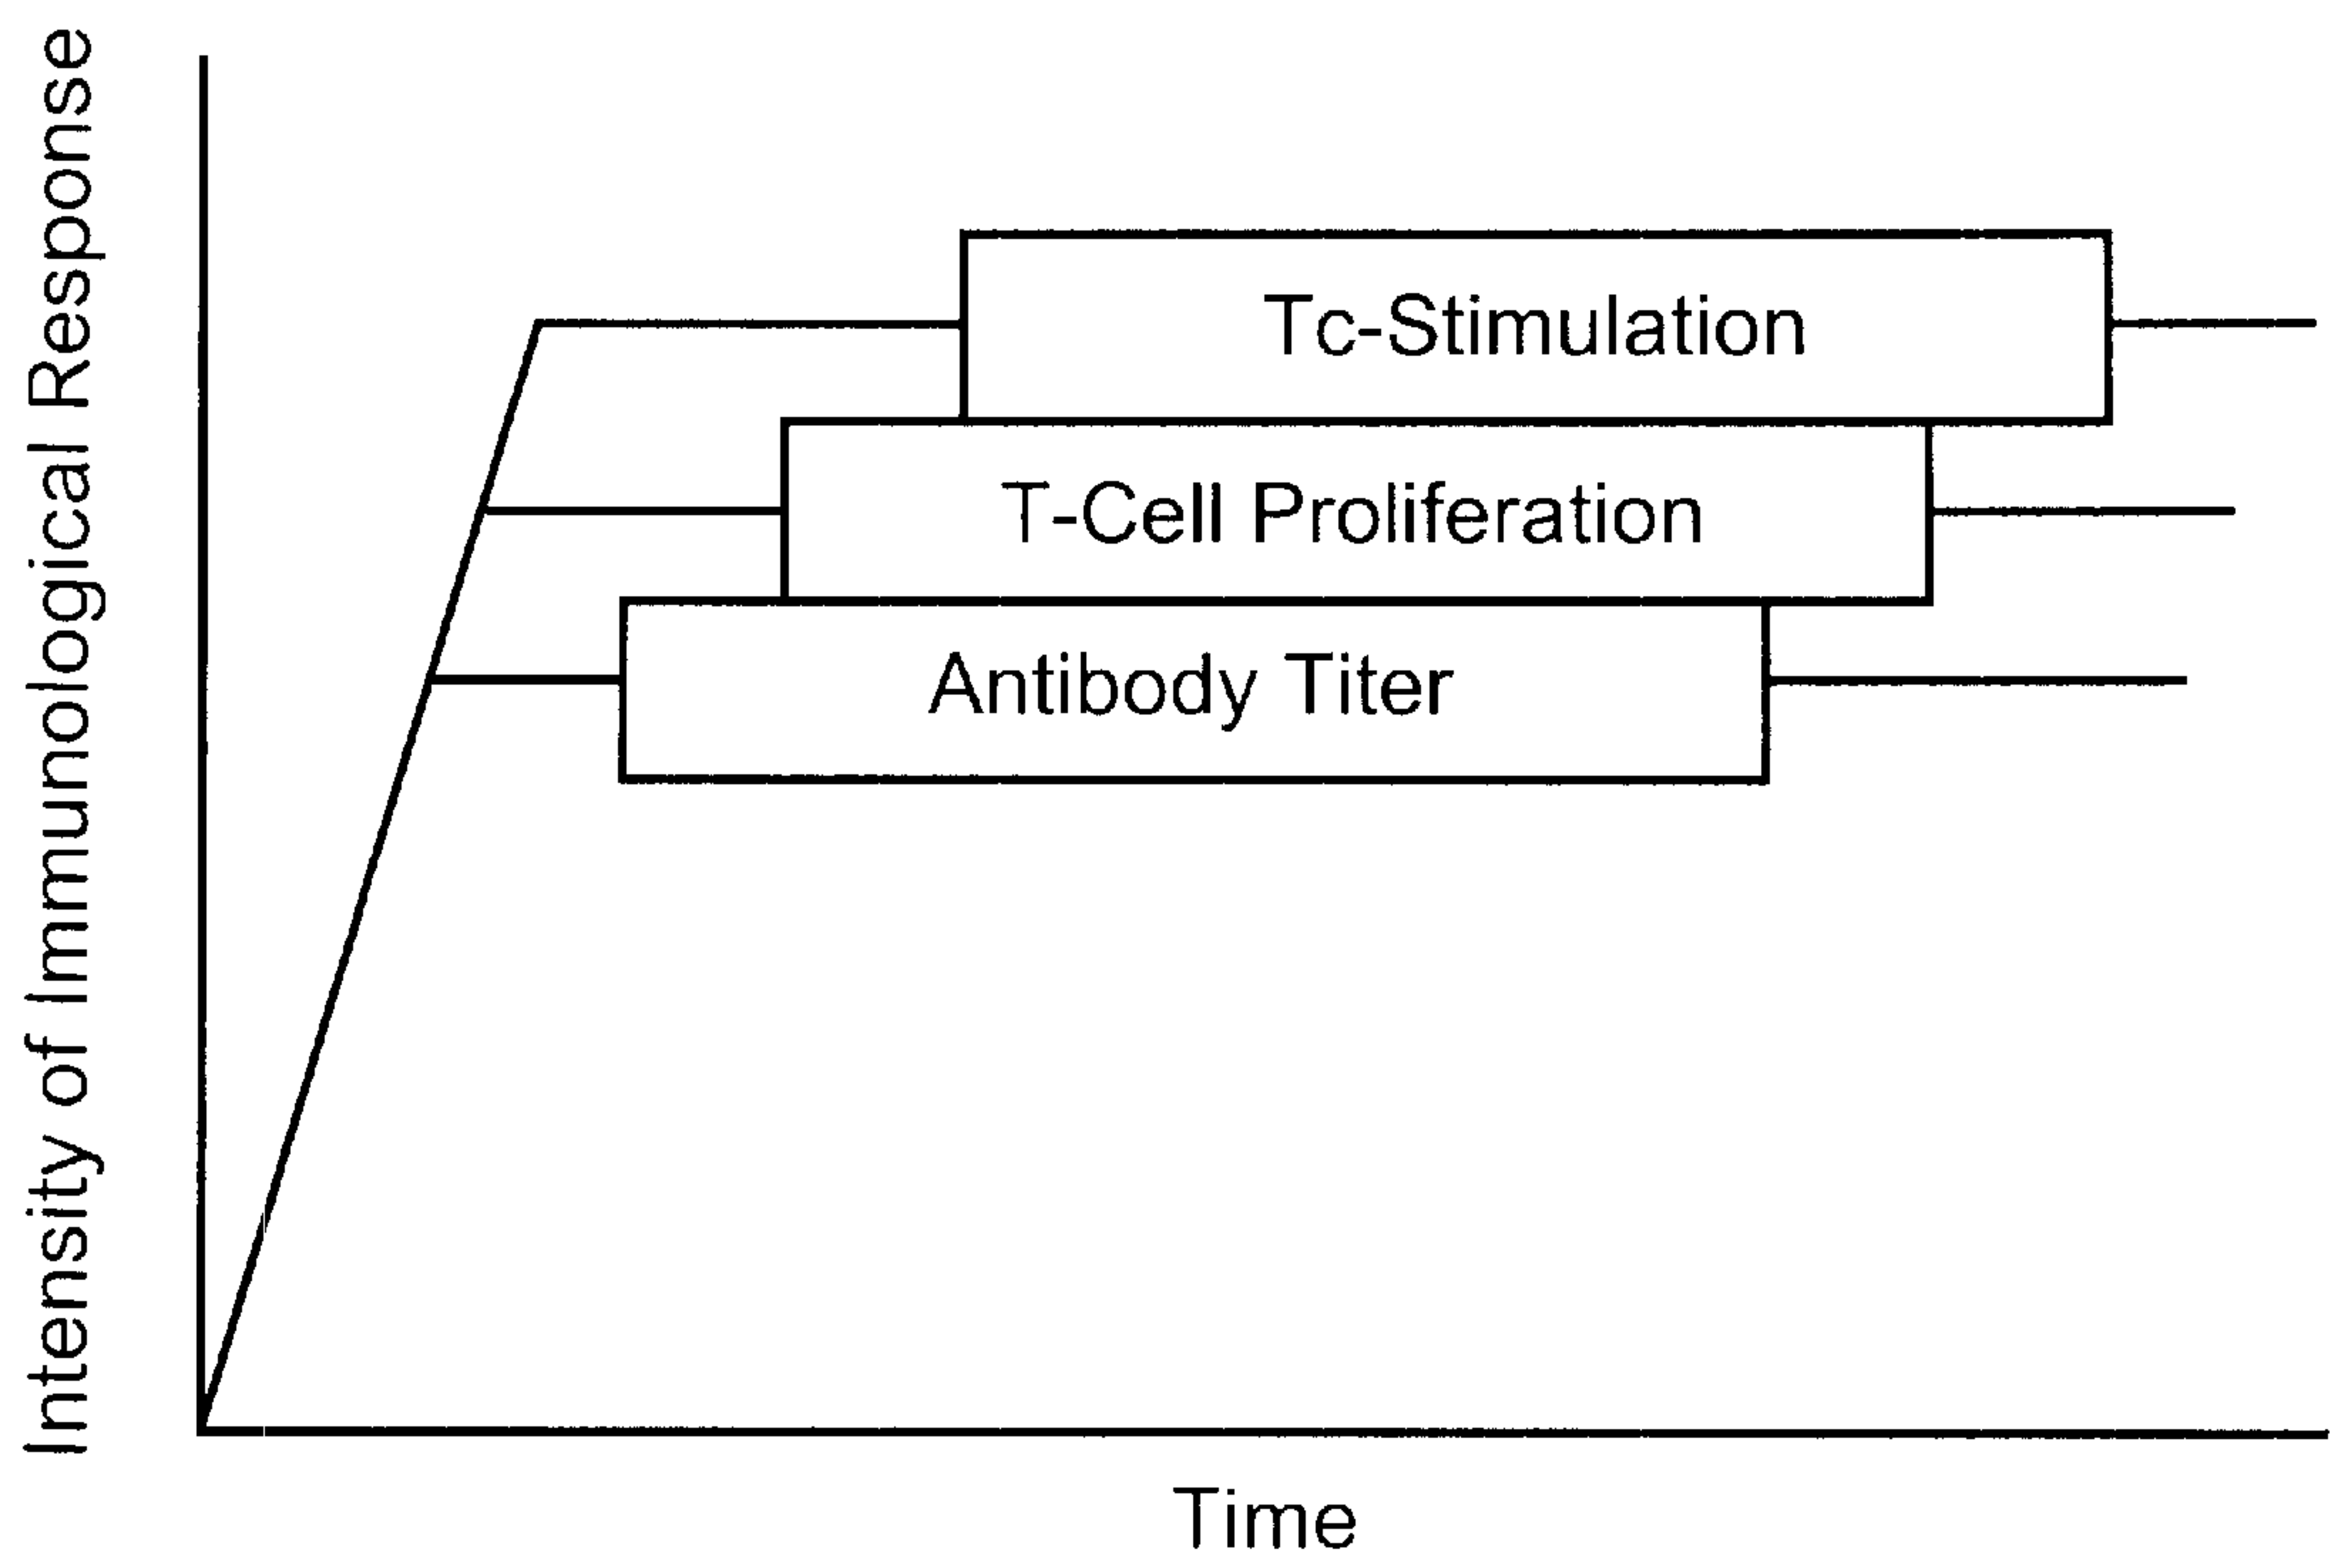 Intensity of Immunological Response
Tc-Stimulation
T-Cell Proliferation
Antibody Titer
Time